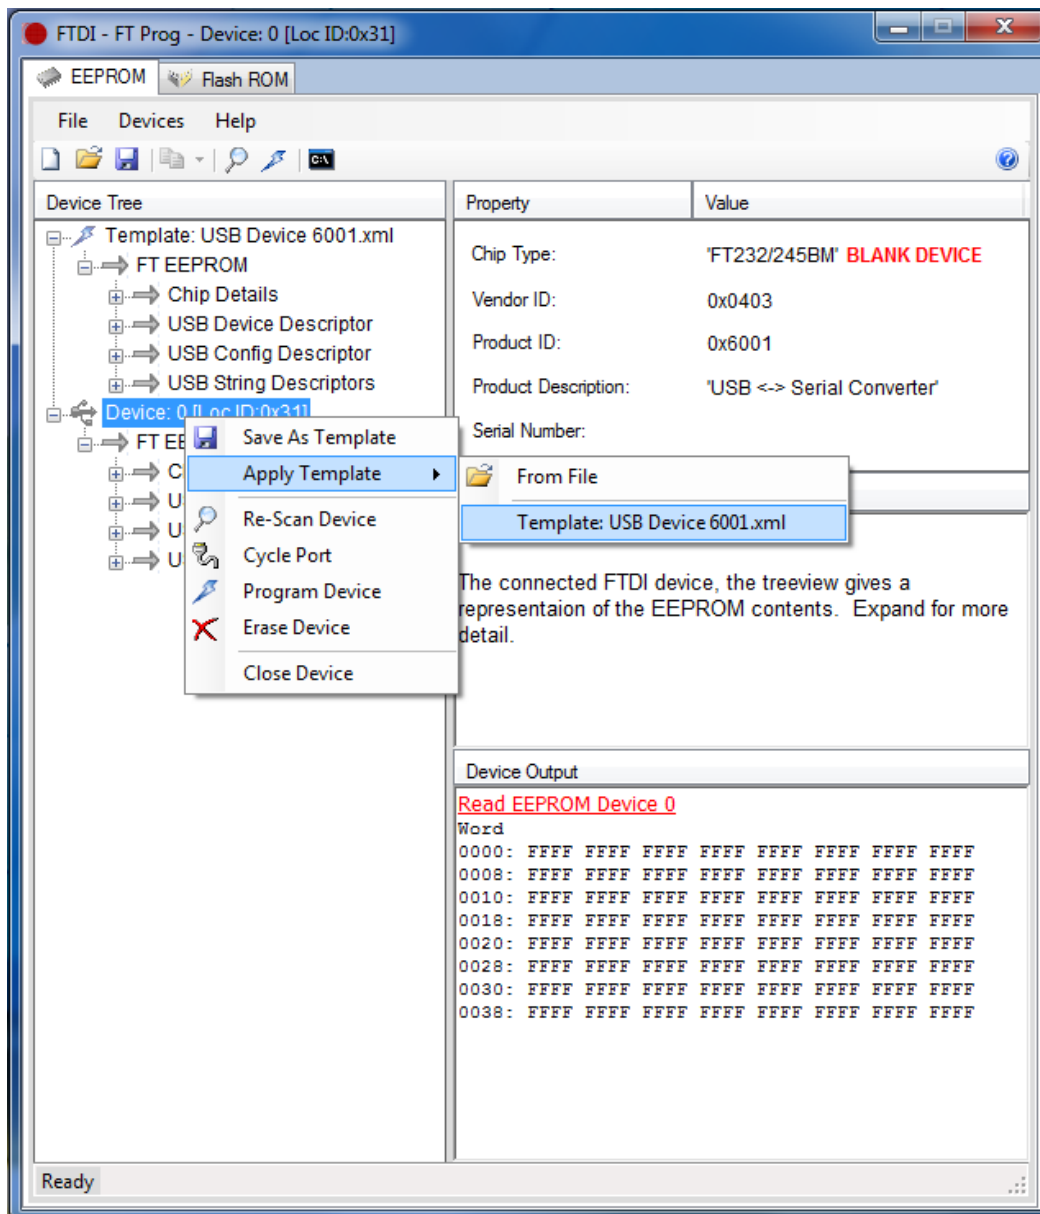 FTDI - FT Prog - Device: 0 [Loc ID:0x31]
EEPROM Flash ROM
File Devices Help
C:\
Device Tree
Template: USB Device 6001.xml
FT EEPROM
Chip Details
USB Device Descriptor
USB Config Descriptor
USB String Descriptors
Device: 0 [Loc ID:0x31]
FT EE
C
U
U
U
Save As Template
Apply Template
Re-Scan Device
Cycle Port
Program Device
Erase Device
Close Device
From File
Template: USB Device 6001.xml
Property Value
Chip Type: 'FT232/245BM' BLANK DEVICE
Vendor ID: 0x0403
Product ID: 0x6001
Product Description: 'USB <-> Serial Converter'
Serial Number:
The connected FTDI device, the treeview gives a
representaion of the EEPROM contents. Expand for more
detail.
Device Output
Read EEPROM Device 0
Word
0000: FFFF FFFF FFFF FFFF FFFF FFFF FFFF FFFF
0008: FFFF FFFF FFFF FFFF FFFF FFFF FFFF FFFF
0010: FFFF FFFF FFFF FFFF FFFF FFFF FFFF FFFF
0018: FFFF FFFF FFFF FFFF FFFF FFFF FFFF FFFF
0020: FFFF FFFF FFFF FFFF FFFF FFFF FFFF FFFF
0028: FFFF FFFF FFFF FFFF FFFF FFFF FFFF FFFF
0030: FFFF FFFF FFFF FFFF FFFF FFFF FFFF FFFF
0038: FFFF FFFF FFFF FFFF FFFF FFFF FFFF FFFF
Ready